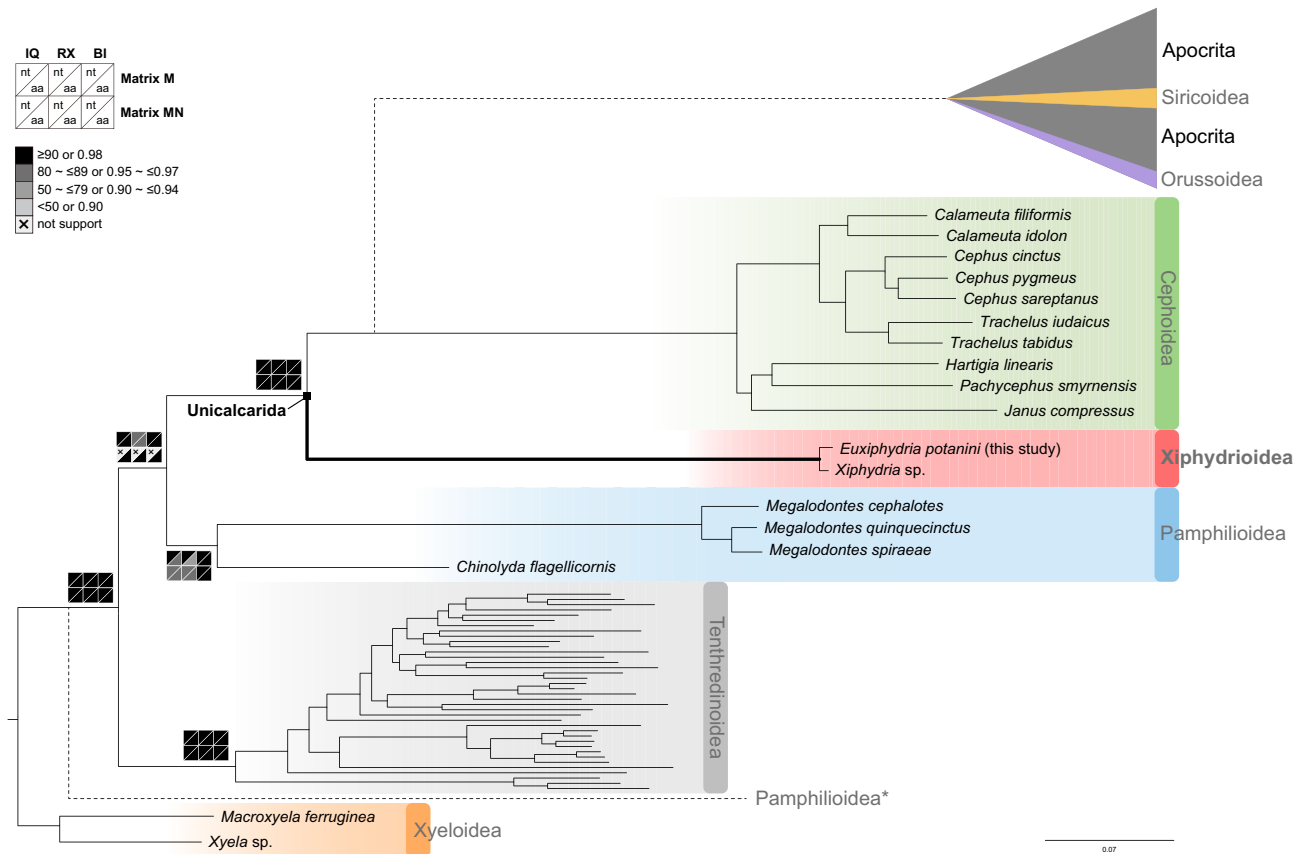 IQ RX BI
nt nt nt
aa aa aa
Matrix M
nt nt nt
aa aa aa
Matrix MN
≥90 or 0.98
80 ~ ≤89 or 0.95 ~ ≤0.97
50 ~ ≤79 or 0.90 ~ ≤0.94
<50 or 0.90
× not support
Apocrita
Siricoidea
Apocrita
Orussoidea
Calameuta filiformis
Calameuta idolon
Cephus cinctus
Cephus pygmeus
Cephus sareptanus
Trachelus iudaicus
Trachelus tabidus
Hartigia linearis
Pachycephus smyrnensis
Janus compressus
Cephoidea
Unicalcarida
Euxiphydria potanini (this study)
Xiphydria sp.
Xiphydrioidea
× × ×
Megalodontes cephalotes
Megalodontes quinquecinctus
Megalodontes spiraeae
Chinolyda flagellicornis
Pamphilioidea
Tenthredinoidea
Pamphilioidea*
Macroxyela ferruginea
Xyela sp.
Xyeloidea
0.07